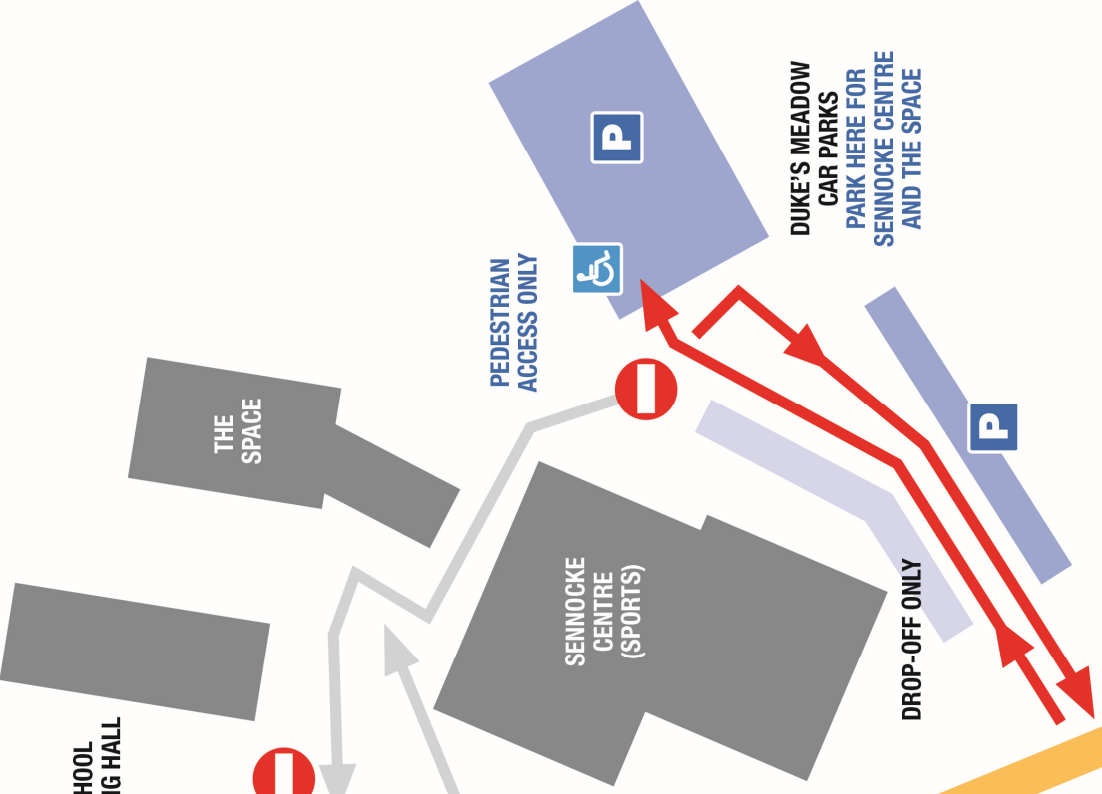 HOOL
G HALL
THE
SPACE
PEDESTRIAN
ACCESS ONLY
P
SENNOCKE
CENTRE
(SPORTS)
DUKE'S MEADOW
CAR PARKS
PARK HERE FOR
SENNOCKE CENTRE
AND THE SPACE
DROP-OFF ONLY
P